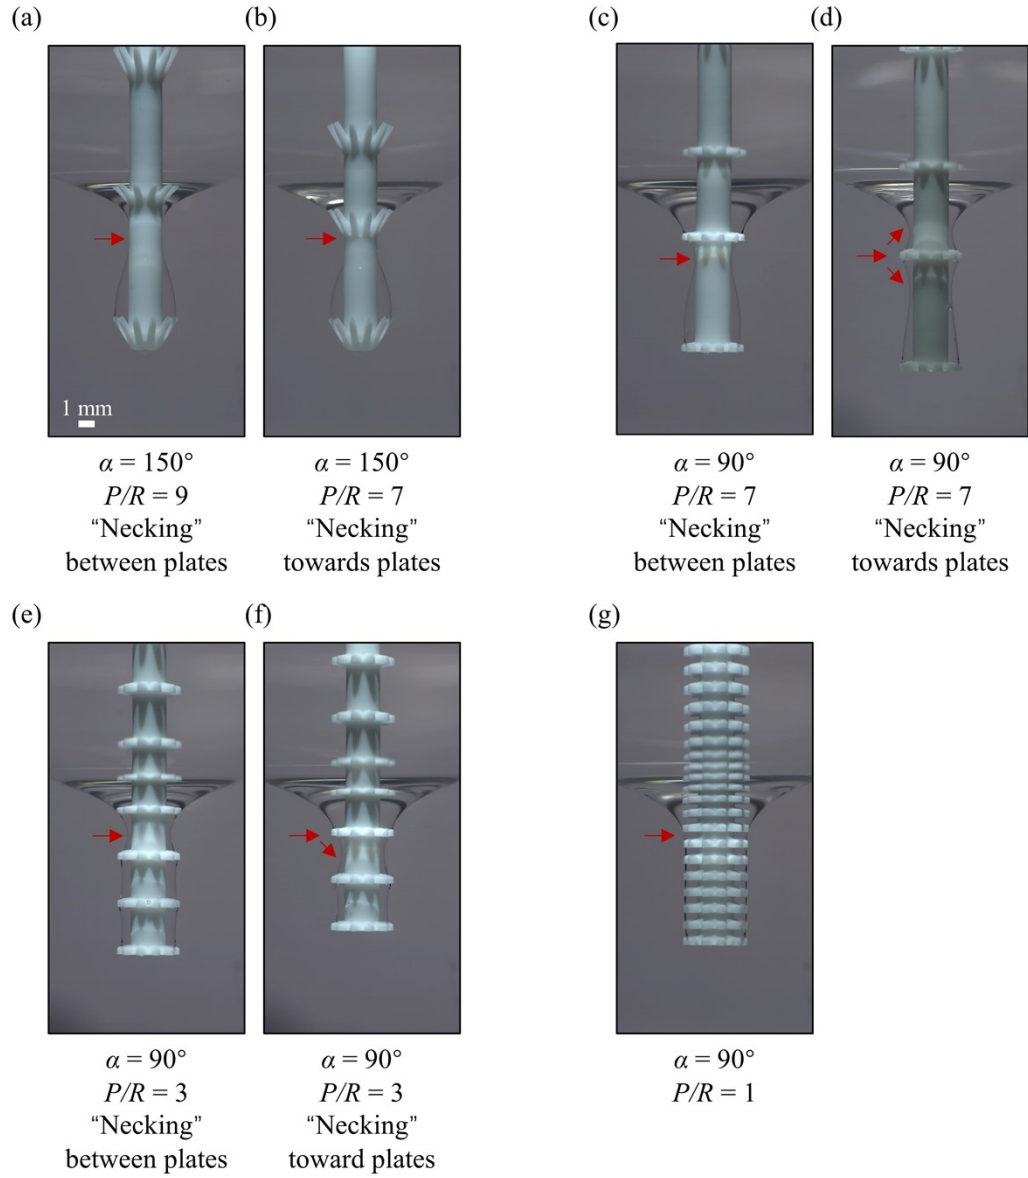 (a)
(b)
(c)
(d)
1 mm
α = 150°
P/R = 9
“Necking”
between plates
α = 150°
P/R = 7
“Necking”
towards plates
α = 90°
P/R = 7
“Necking”
between plates
α = 90°
P/R = 7
“Necking”
towards plates
(e)
(f)
(g)
α = 90°
P/R = 3
“Necking”
between plates
α = 90°
P/R = 3
“Necking”
toward plates
α = 90°
P/R = 1